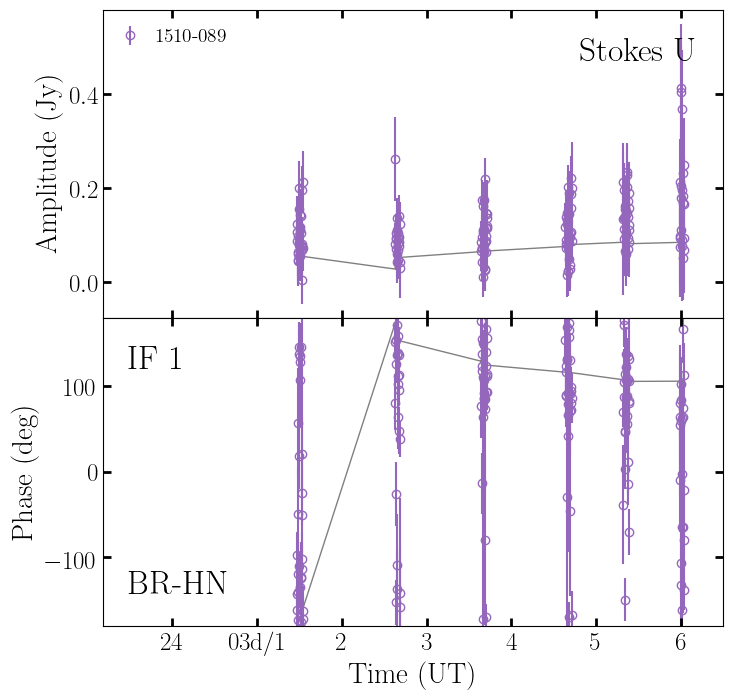 1510-089
Stokes U
Amplitude (Jy)
0.4
0.2
0.0
IF 1
Phase (deg)
100
0
−100
BR-HN
24 03d/1 2 3 4 5 6
Time (UT)